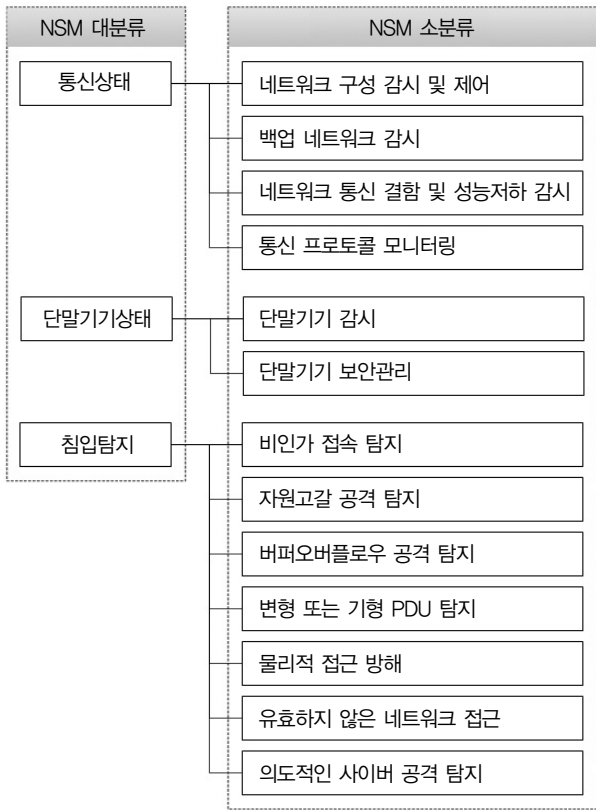 NSM 대분류
NSM 소분류
통신상태
네트워크 구성 감시 및 제어
백업 네트워크 감시
네트워크 통신 결함 및 성능저하 감시
통신 프로토콜 모니터링
단말기기상태
단말기기 감시
단말기기 보안관리
침입탐지
비인가 접속 탐지
자원고갈 공격 탐지
버퍼오버플로우 공격 탐지
변형 또는 기형 PDU 탐지
물리적 접근 방해
유효하지 않은 네트워크 접근
의도적인 사이버 공격 탐지